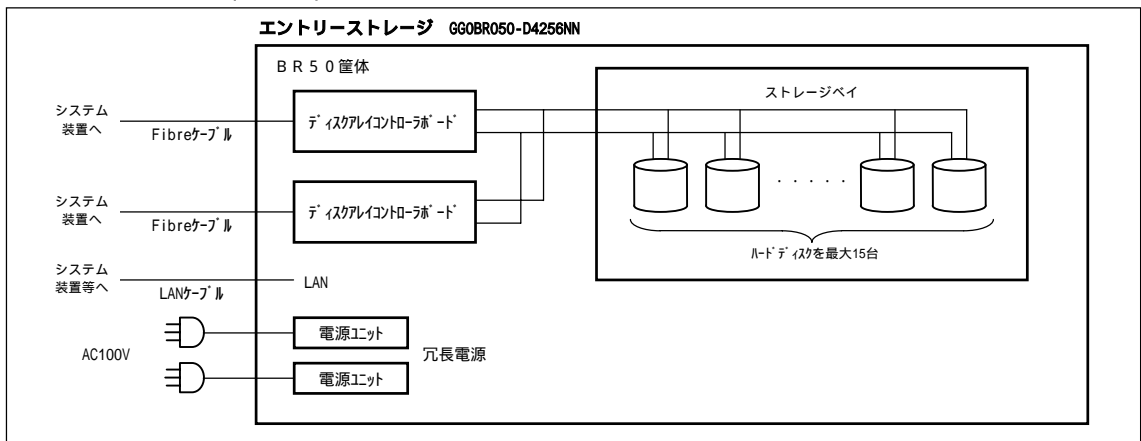 エントリーストレージ GG0BR050-D4256NN
BR50筐体
ストレージベイ
システム
装置へ
Fibreケーブル
ディスクアレイコントローラボード
システム
装置へ
Fibreケーブル
ディスクアレイコントローラボード
・・・・・
ハードディスクを最大15台
システム
装置等へ
LANケーブル
LAN
AC100V
電源ユニット
電源ユニット
冗長電源